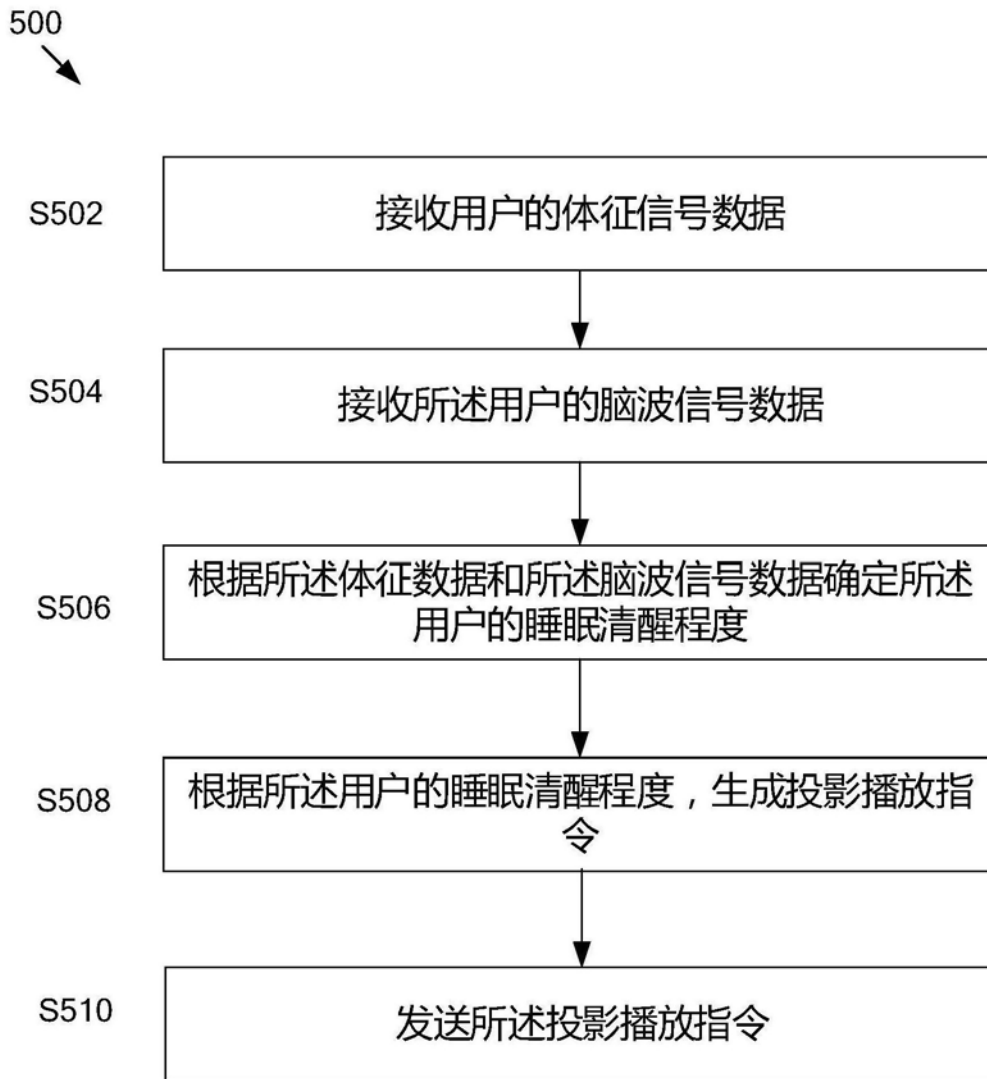 500
S502
接收用户的体征信号数据
S504
接收所述用户的脑波信号数据
S506
根据所述体征数据和所述脑波信号数据确定所述
用户的睡眠清醒程度
S508
根据所述用户的睡眠清醒程度，生成投影播放指
令
S510
发送所述投影播放指令